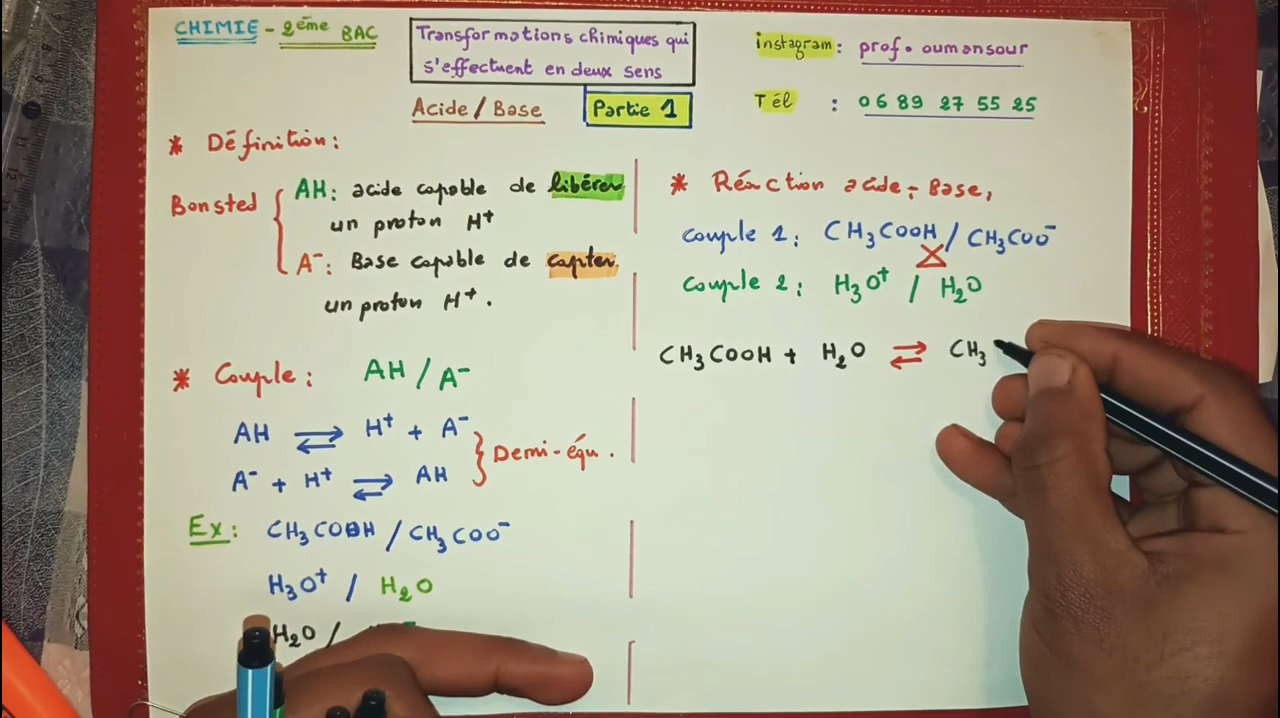 CHIMIE - 2ème BAC
Transformations chimiques qui
s'effectuent en deux sens
instagram : prof. oumansour
Acide / Base
Partie 1
Tél : 06 89 27 55 25
* Définition :
Bonsted
AH : acide capable de libérer
un proton H⁺
A⁻ : Base capable de capter
un proton H⁺.
* Couple : AH / A⁻
AH ⇌ H⁺ + A⁻
A⁻ + H⁺ ⇌ AH
Demi-équ.
Ex : CH₃COOH / CH₃COO⁻
H₃O⁺ / H₂O
H₂O /
* Réaction acide - Base,
couple 1 : CH₃COOH / CH₃COO⁻
couple 2 : H₃O⁺ / H₂O
CH₃COOH + H₂O ⇌ CH₃